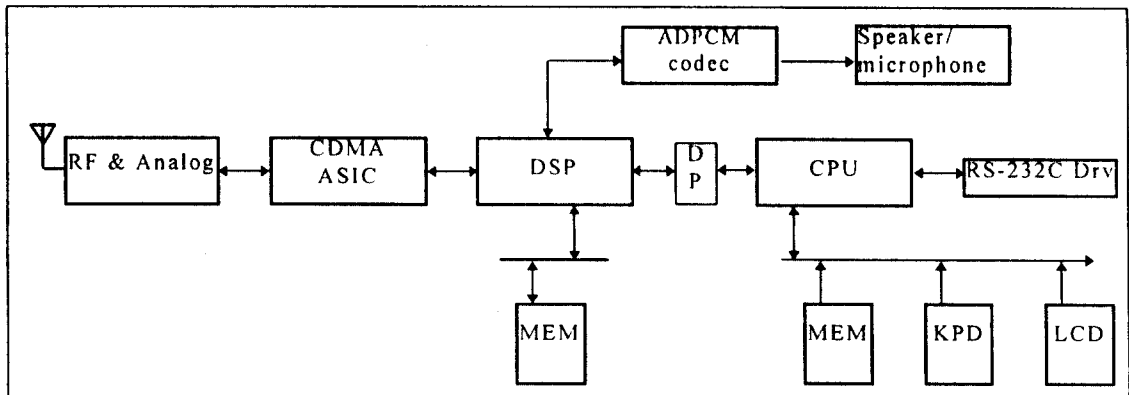 ADPCM
codec
Speaker/
microphone
RF & Analog
CDMA
ASIC
DSP
D
P
CPU
RS-232C Drv
MEM
MEM
KPD
LCD